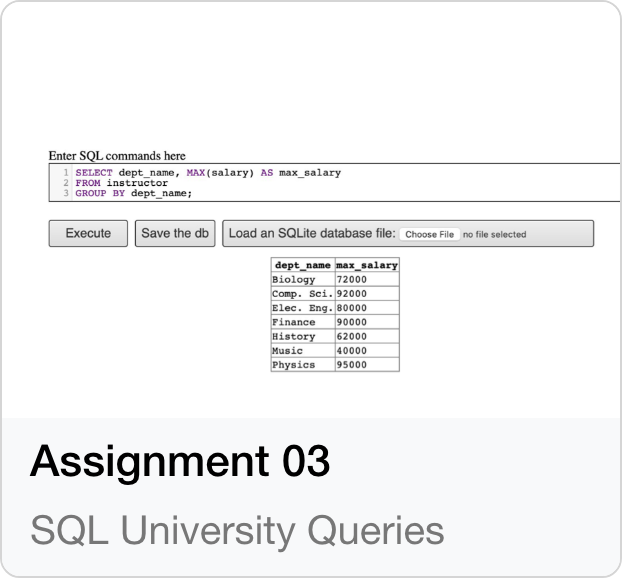 Enter SQL commands here
1 SELECT dept_name, MAX(salary) AS max_salary
2 FROM instructor
3 GROUP BY dept_name;
Execute Save the db Load an SQLite database file: Choose File no file selected
dept_name max_salary
Biology 72000
Comp. Sci. 92000
Elec. Eng. 80000
Finance 90000
History 62000
Music 40000
Physics 95000
Assignment 03
SQL University Queries